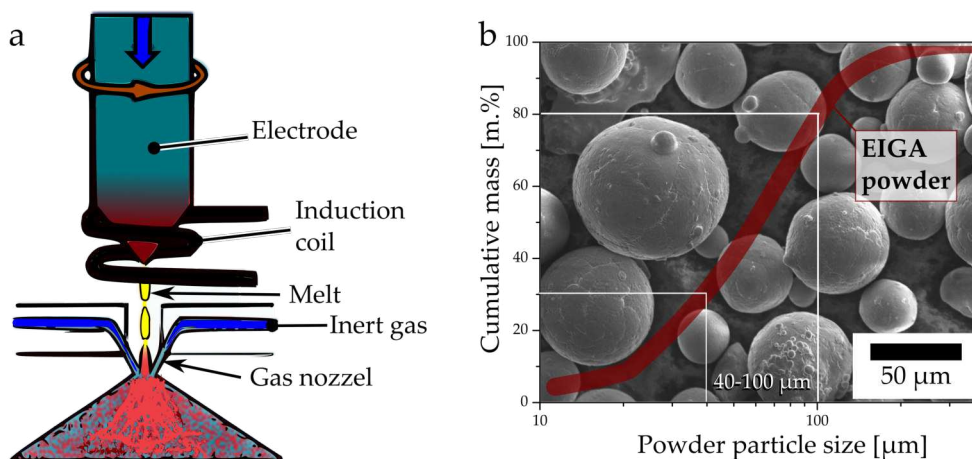 a
Electrode
Induction
coil
Melt
Inert gas
Gas nozzel
b
Cumulative mass [m.%]
100
80
60
40
20
0
EIGA
powder
40-100 µm
50 µm
10
100
Powder particle size [µm]